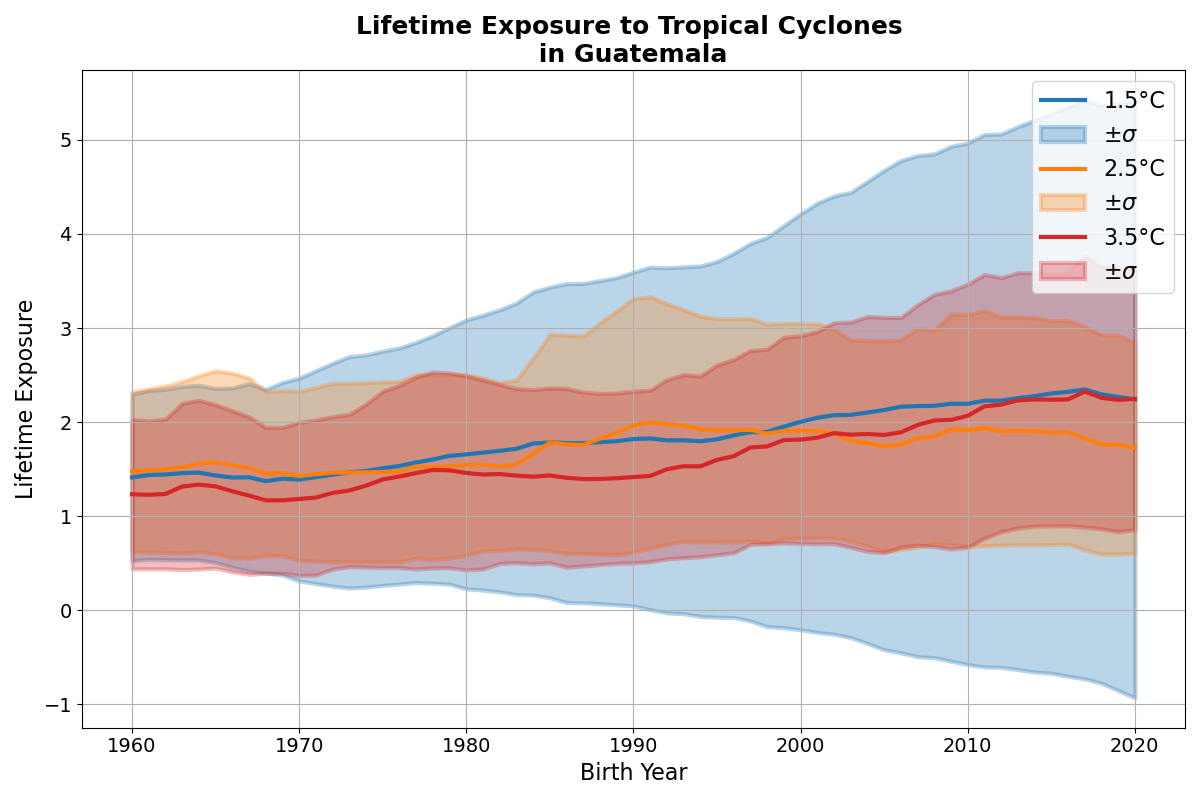 Lifetime Exposure to Tropical Cyclones
in Guatemala
Lifetime Exposure
5
4
3
2
1
0
−1
1.5°C
±σ
2.5°C
±σ
3.5°C
±σ
1960 1970 1980 1990 2000 2010 2020
Birth Year